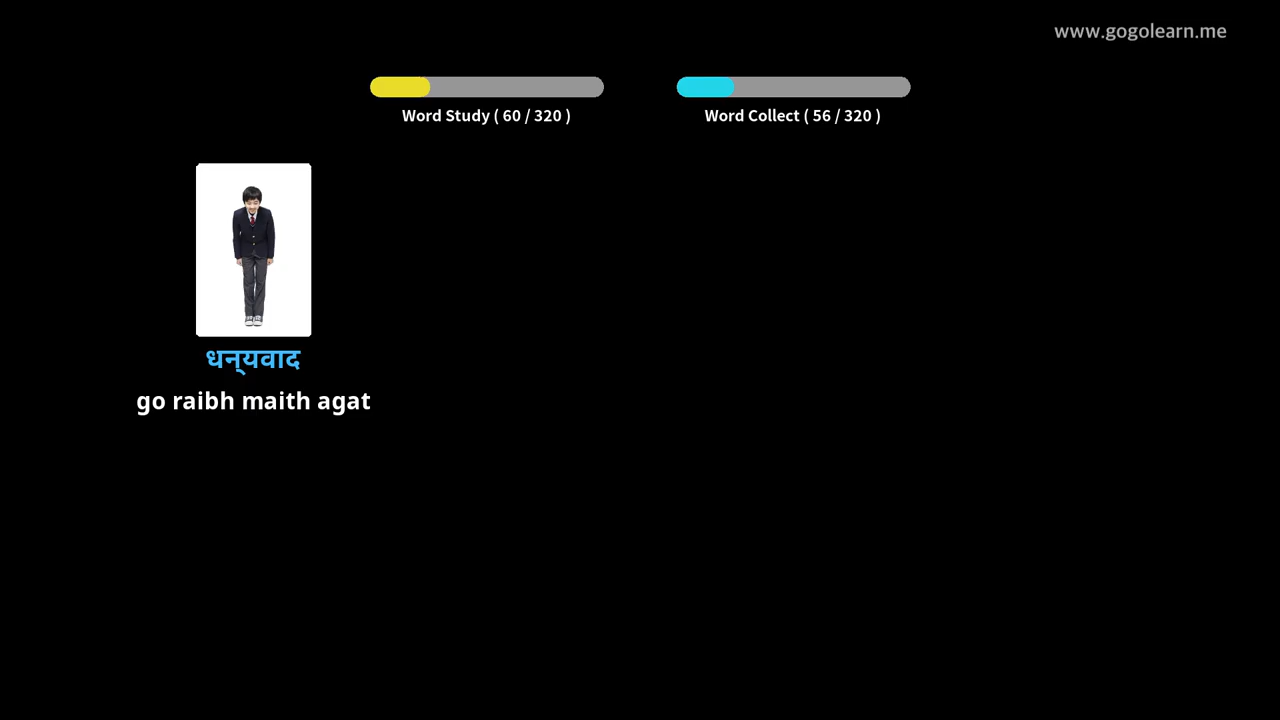 www.gogolearn.me
Word Study ( 60 / 320 )
Word Collect ( 56 / 320 )
धन्यवाद
go raibh maith agat